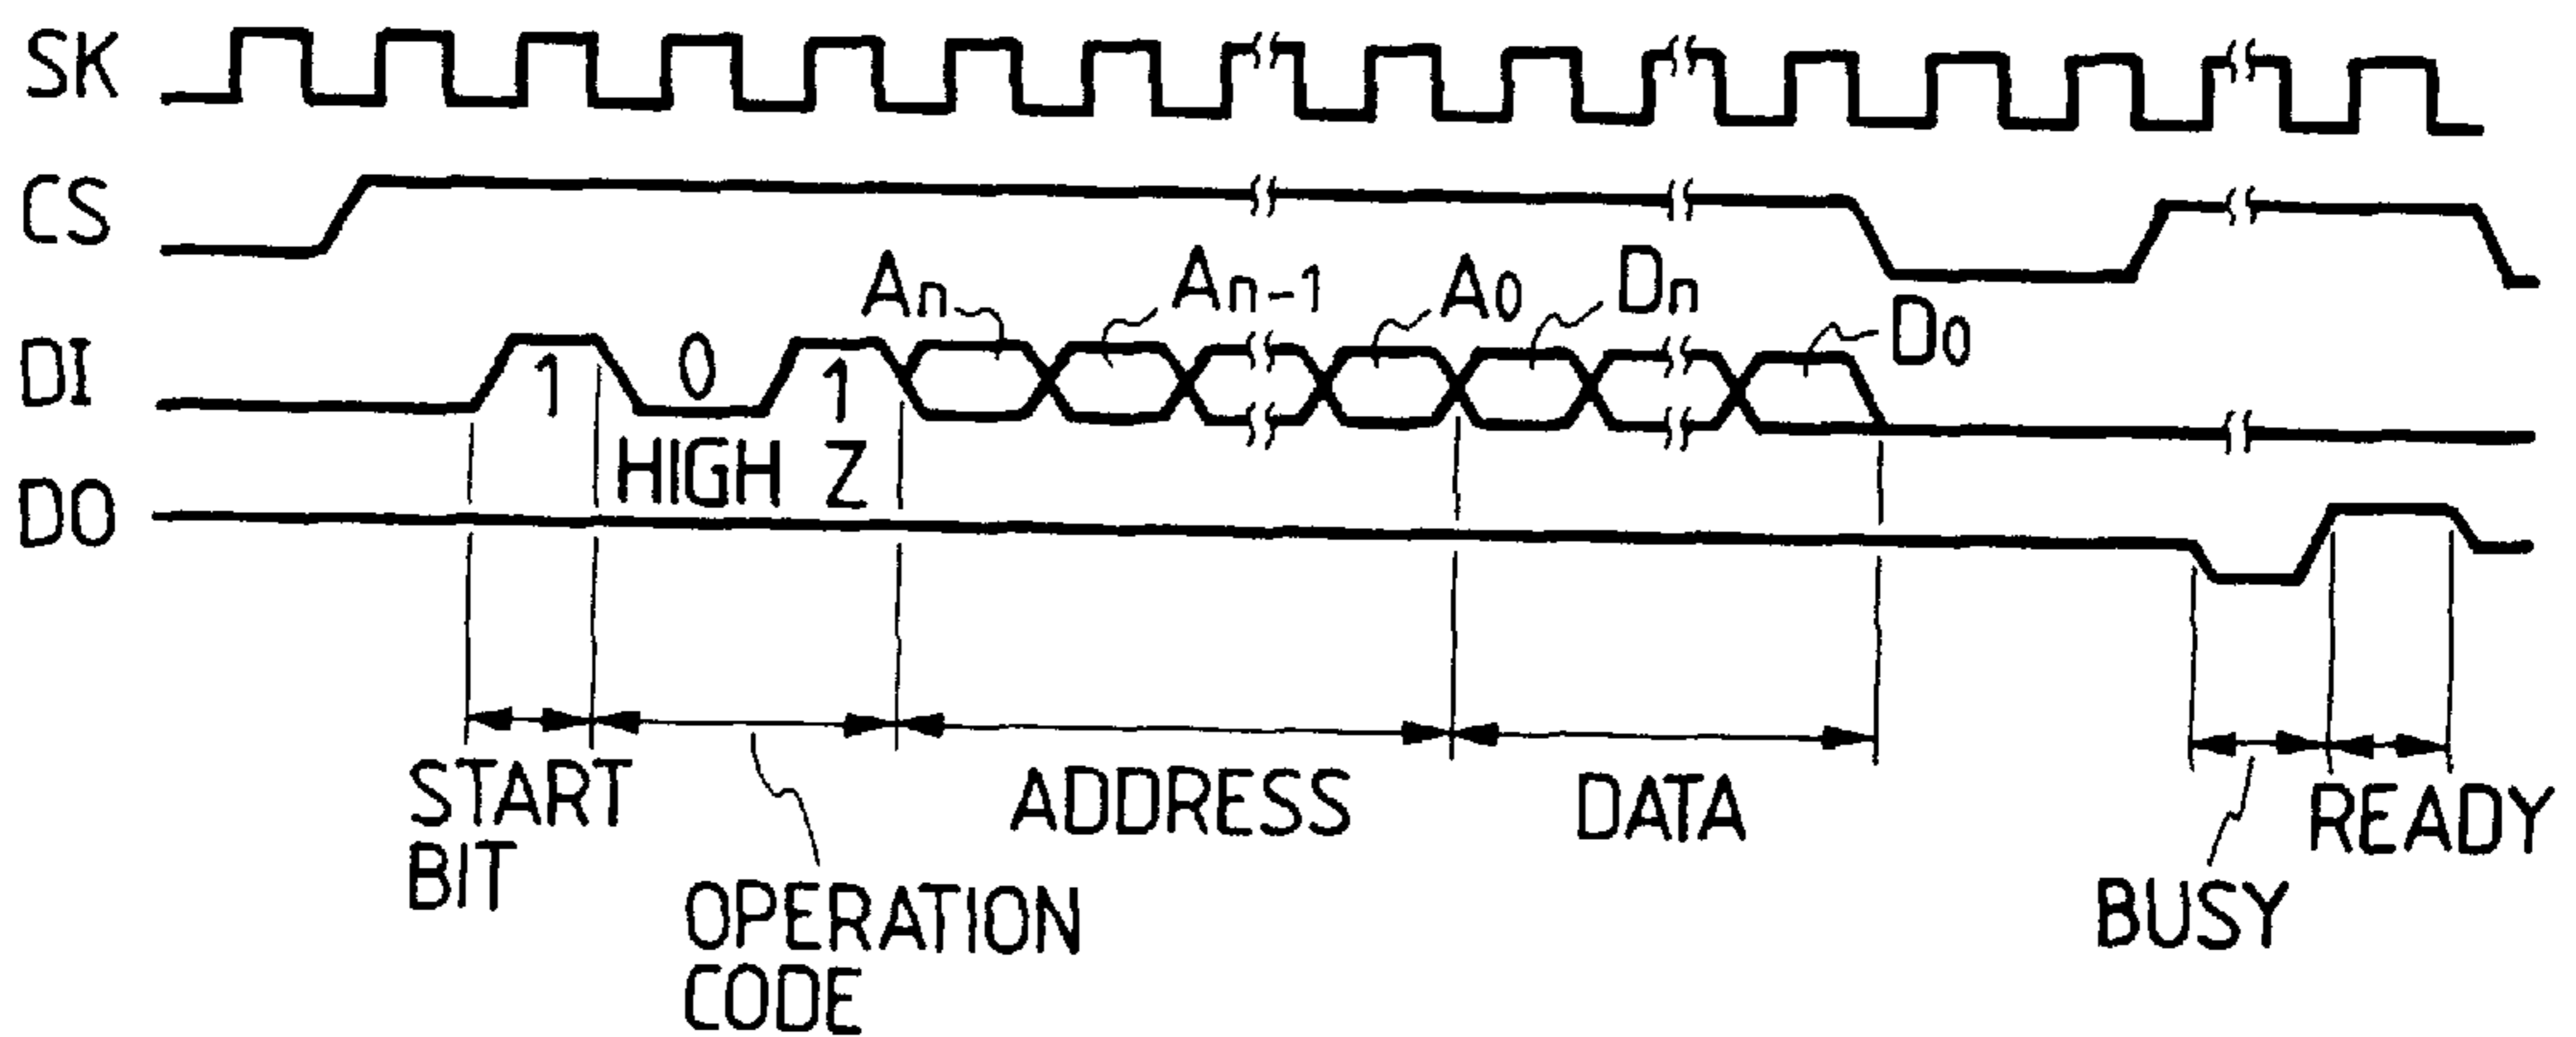 SK
CS
An An-1 A0 Dn D0
DI 1 0 1
HIGH Z
DO
START
BIT
OPERATION
CODE
ADDRESS
DATA
BUSY
READY